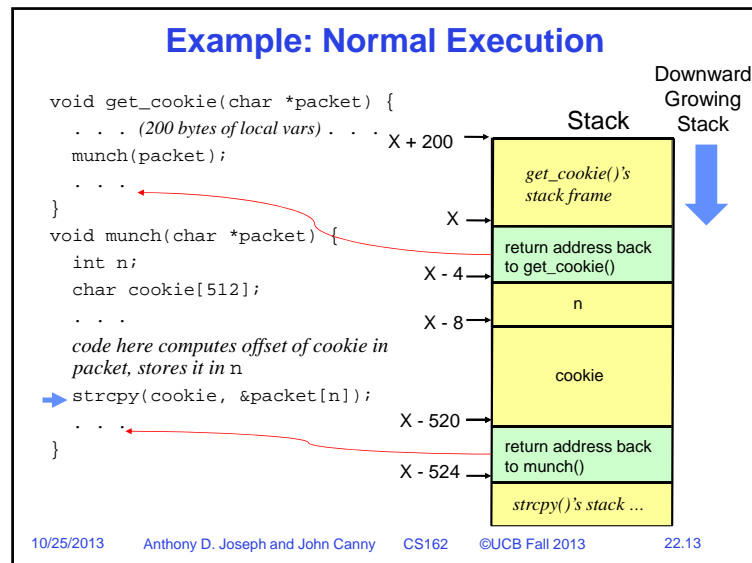 Example: Normal Execution
void get_cookie(char *packet) {
. . . (200 bytes of local vars) . . .
munch(packet);
. . .
}
void munch(char *packet) {
int n;
char cookie[512];
. . .
code here computes offset of cookie in
packet, stores it in n
strcpy(cookie, &packet[n]);
. . .
}
X + 200
X
X - 4
X - 8
X - 520
X - 524
Stack
get_cookie()'s
stack frame
return address back
to get_cookie()
n
cookie
return address back
to munch()
strcpy()'s stack ...
Downward
Growing
Stack
10/25/2013 Anthony D. Joseph and John Canny CS162 ©UCB Fall 2013 22.13